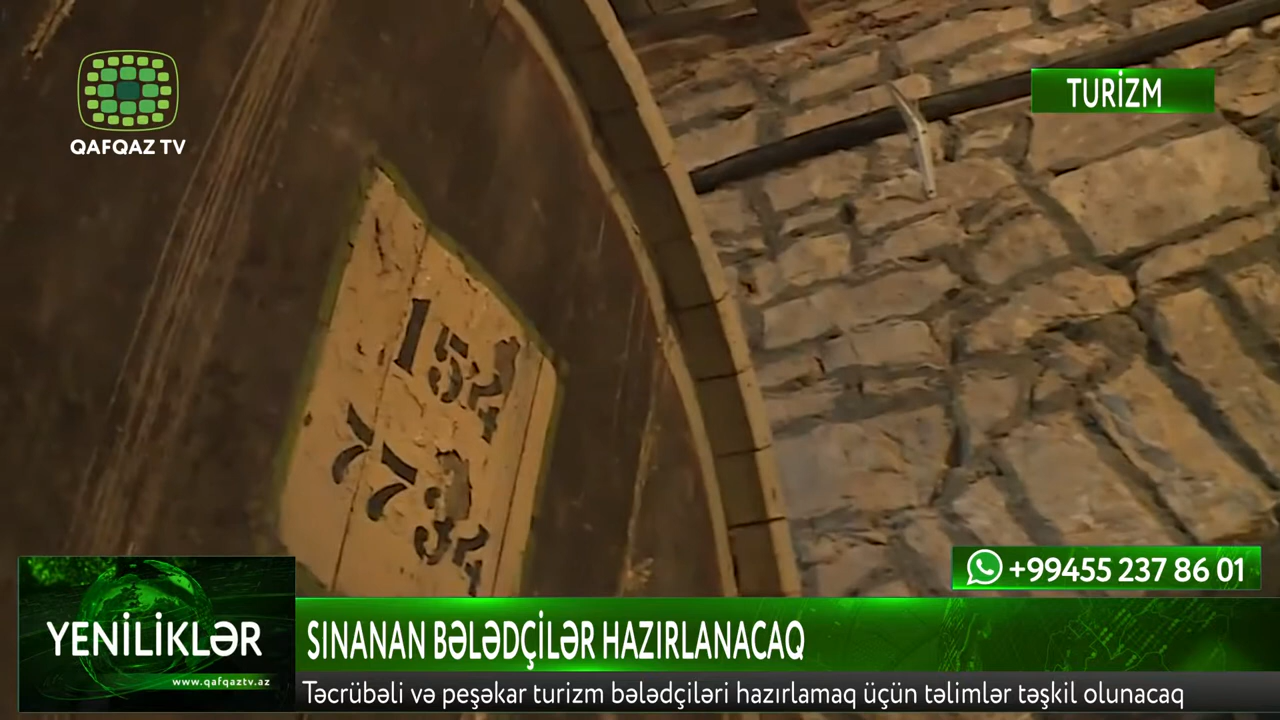 QAFQAZ TV
TURİZM
154
+99455 237 86 01
YENİLİKLƏR
www.qafqaztv.az
SINANAN BƏLƏDÇİLƏR HAZIRLANACAQ
Təcrübəli və peşəkar turizm bələdçiləri hazırlamaq üçün təlimlər təşkil olunacaq